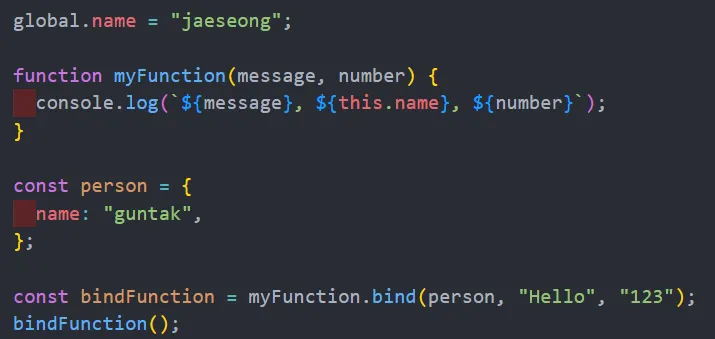 global.name = "jaeseong";
function myFunction(message, number) {
  console.log(`${message}, ${this.name}, ${number}`);
}
const person = {
  name: "guntak",
};
const bindFunction = myFunction.bind(person, "Hello", "123");
bindFunction();